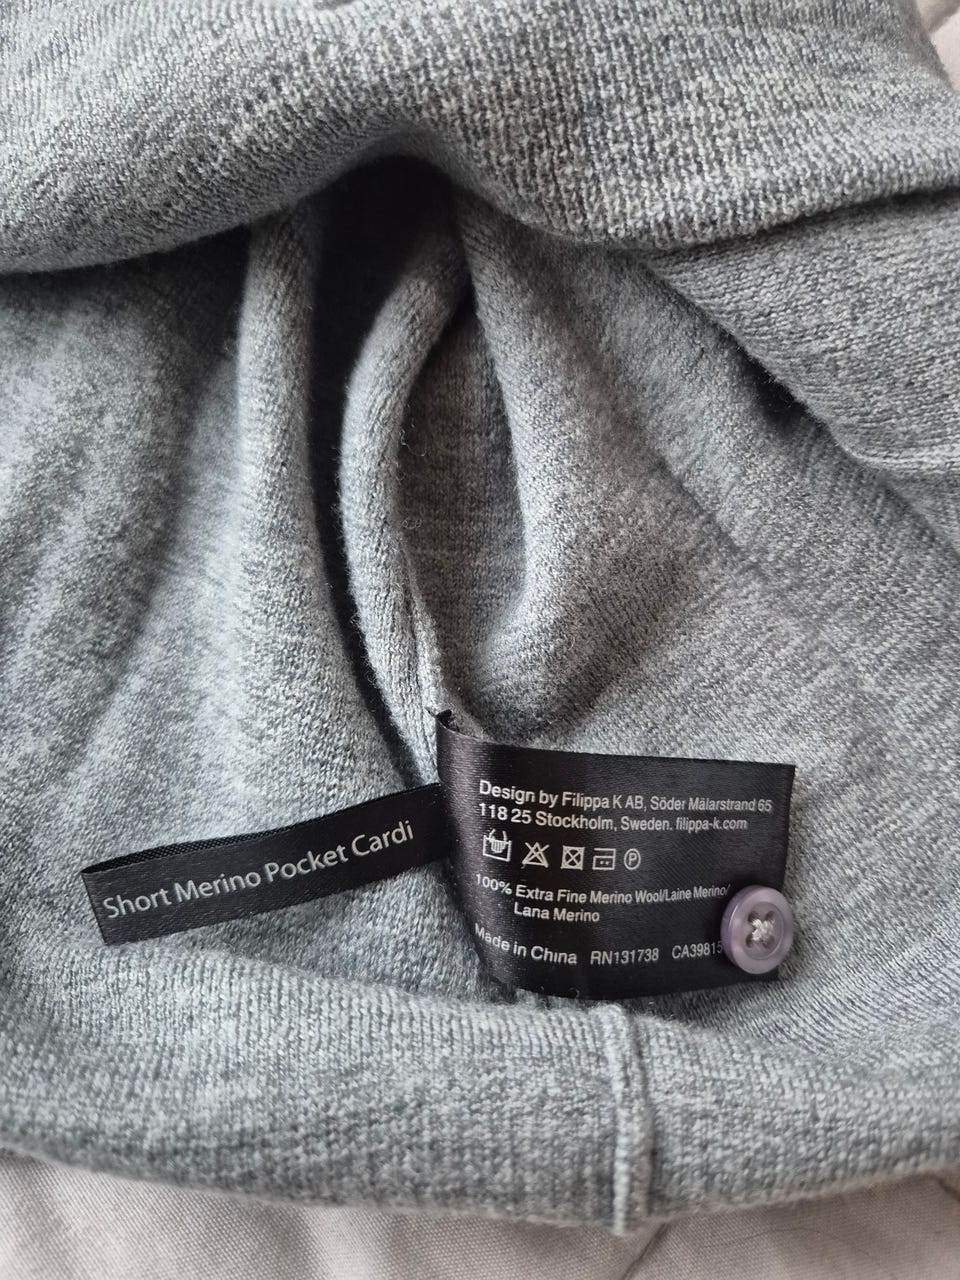 Short Merino Pocket Cardi
Design by Filippa K AB, Söder Mälarstrand 65
118 25 Stockholm, Sweden. filippa-k.com
P
100% Extra Fine Merino Wool/Laine Merino/
Lana Merino
Made in China RN131738 CA39815